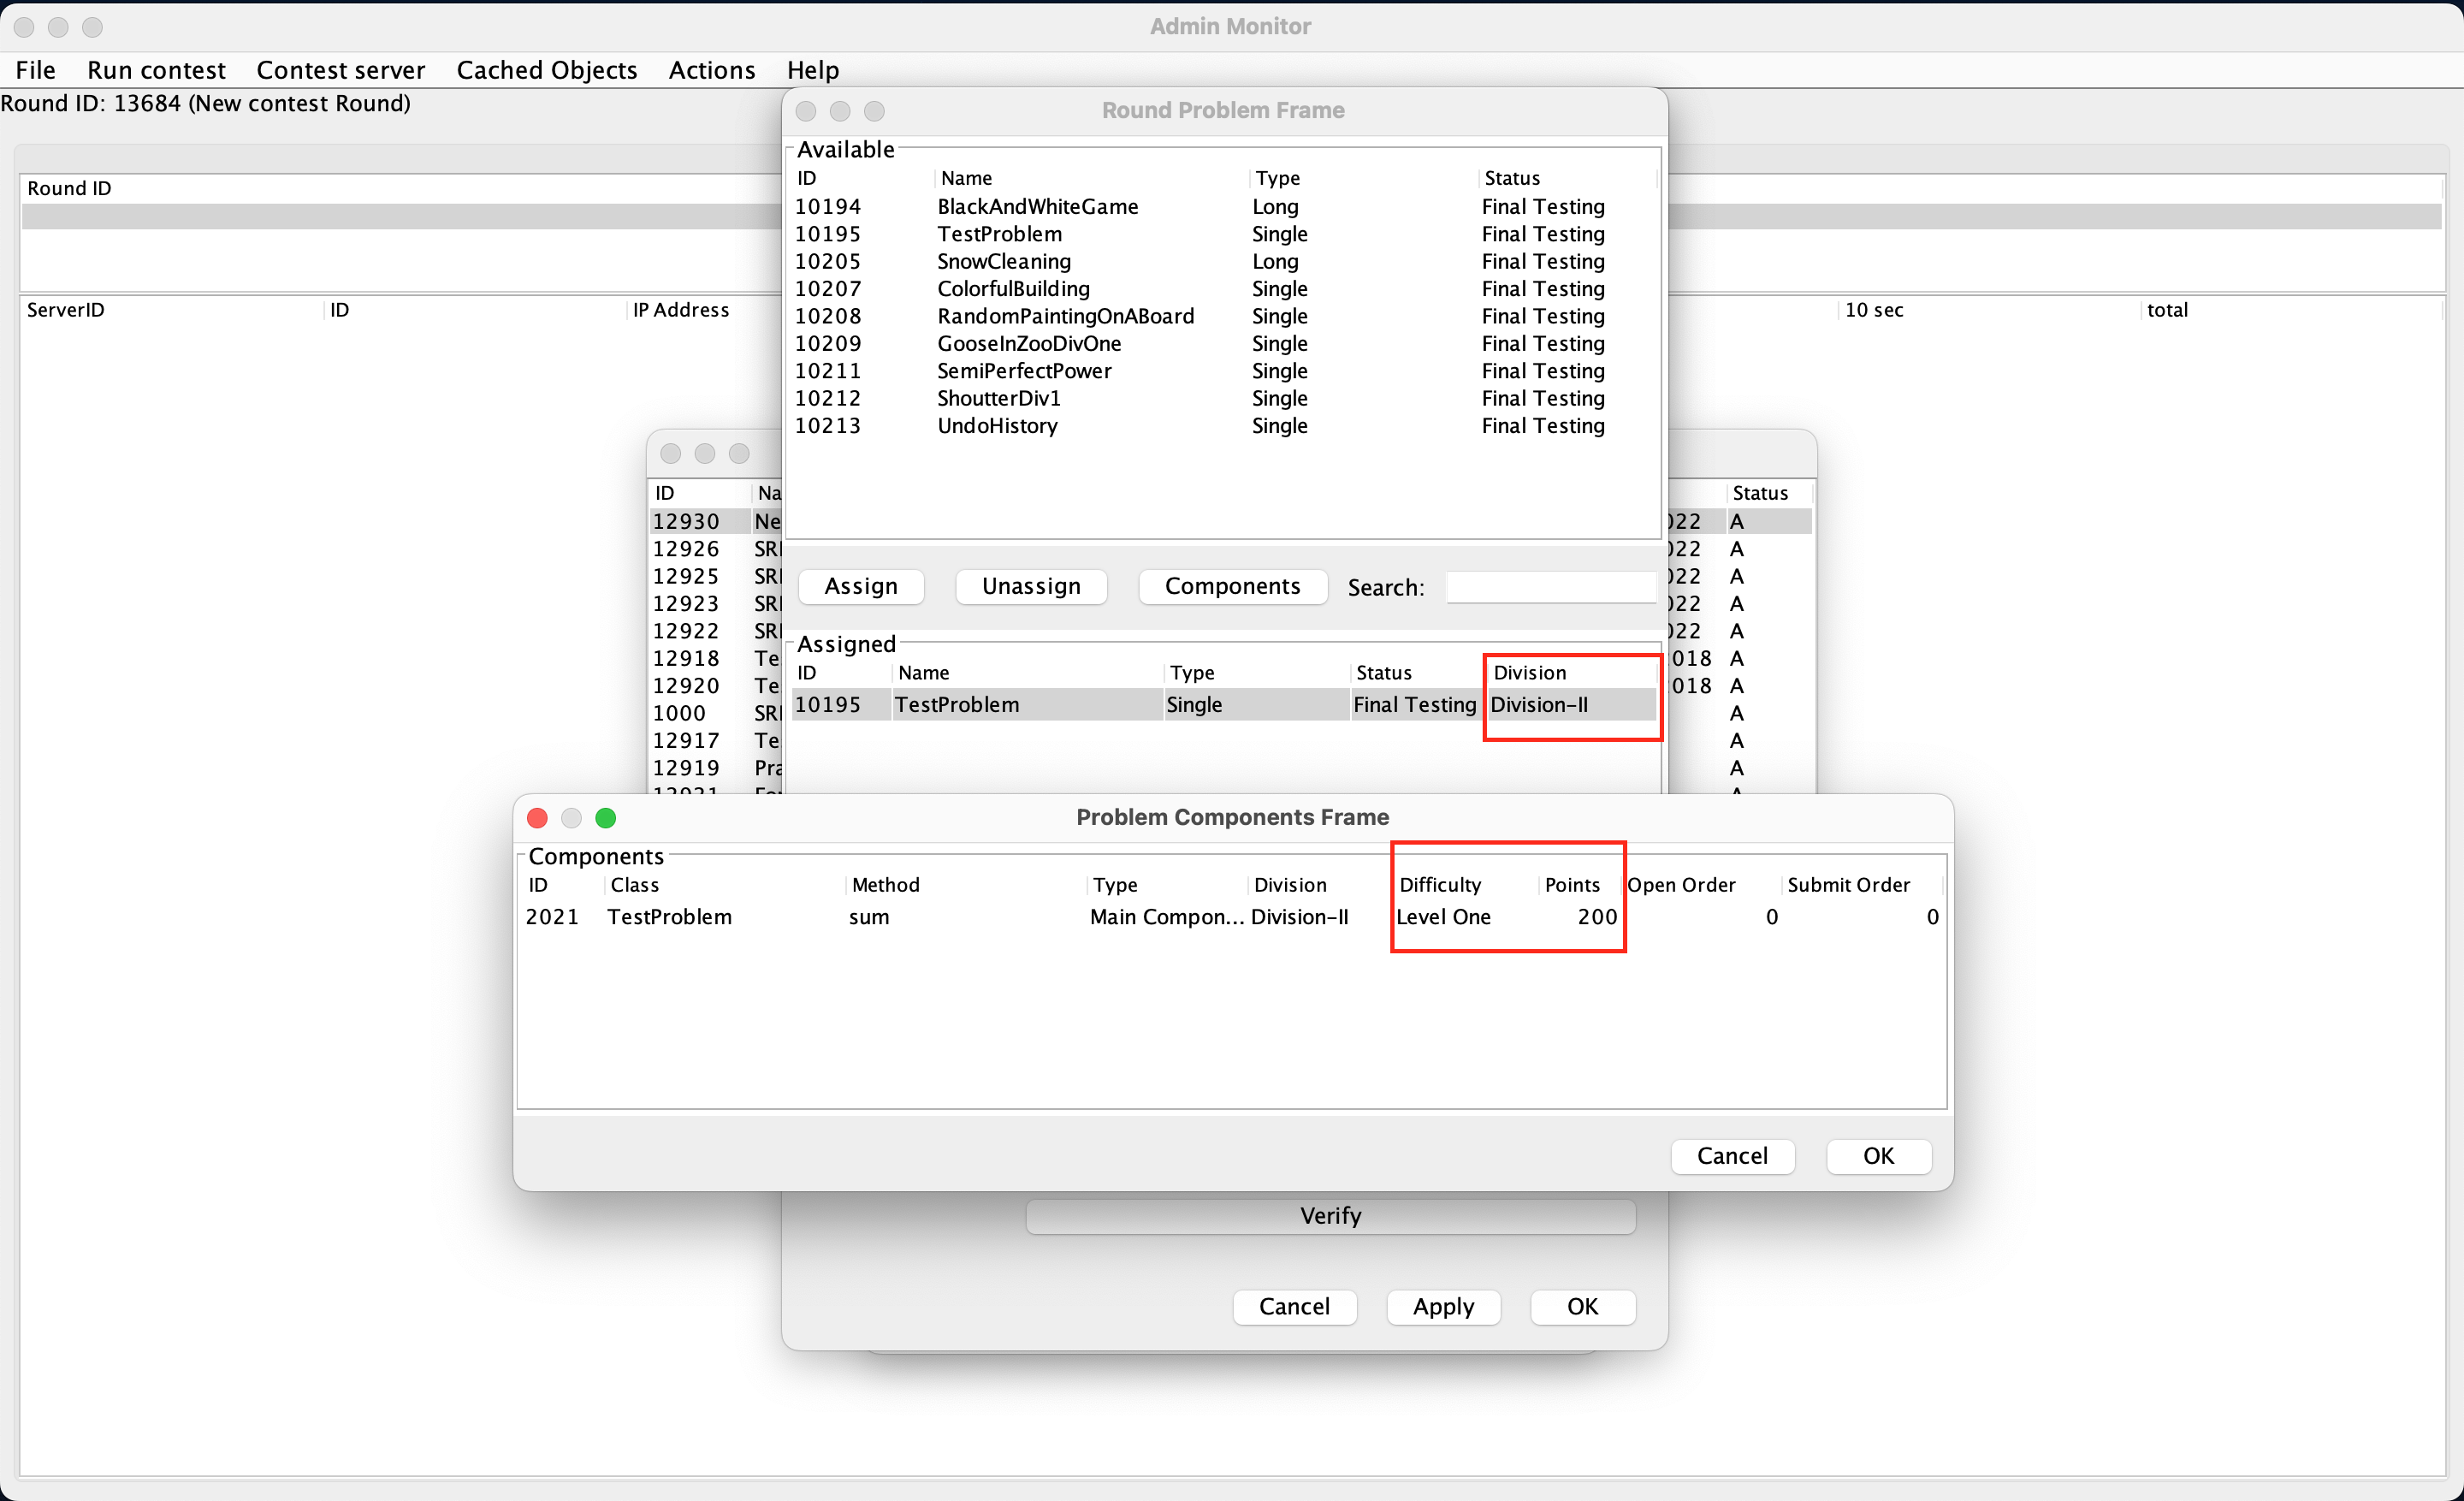 Admin Monitor
File Run contest Contest server Cached Objects Actions Help
Round ID: 13684 (New contest Round)
Round ID
ServerID ID IP Address 10 sec total
Round Problem Frame
Available
ID Name Type Status
10194 BlackAndWhiteGame Long Final Testing
10195 TestProblem Single Final Testing
10205 SnowCleaning Long Final Testing
10207 ColorfulBuilding Single Final Testing
10208 RandomPaintingOnABoard Single Final Testing
10209 GooseInZooDivOne Single Final Testing
10211 SemiPerfectPower Single Final Testing
10212 ShoutterDiv1 Single Final Testing
10213 UndoHistory Single Final Testing
Assign Unassign Components Search:
Assigned
ID Name Type Status Division
10195 TestProblem Single Final Testing Division-II
ID Na Status
12930 Ne 022 A
12926 SRI 022 A
12925 SRI 022 A
12923 SRI 022 A
12922 SRI 022 A
12918 Te 018 A
12920 Te 018 A
1000 SRI A
12917 Te A
12919 Pra A
Problem Components Frame
Components
ID Class Method Type Division Difficulty Points Open Order Submit Order
2021 TestProblem sum Main Compon... Division-II Level One 200 0 0
Cancel OK
Verify
Cancel Apply OK